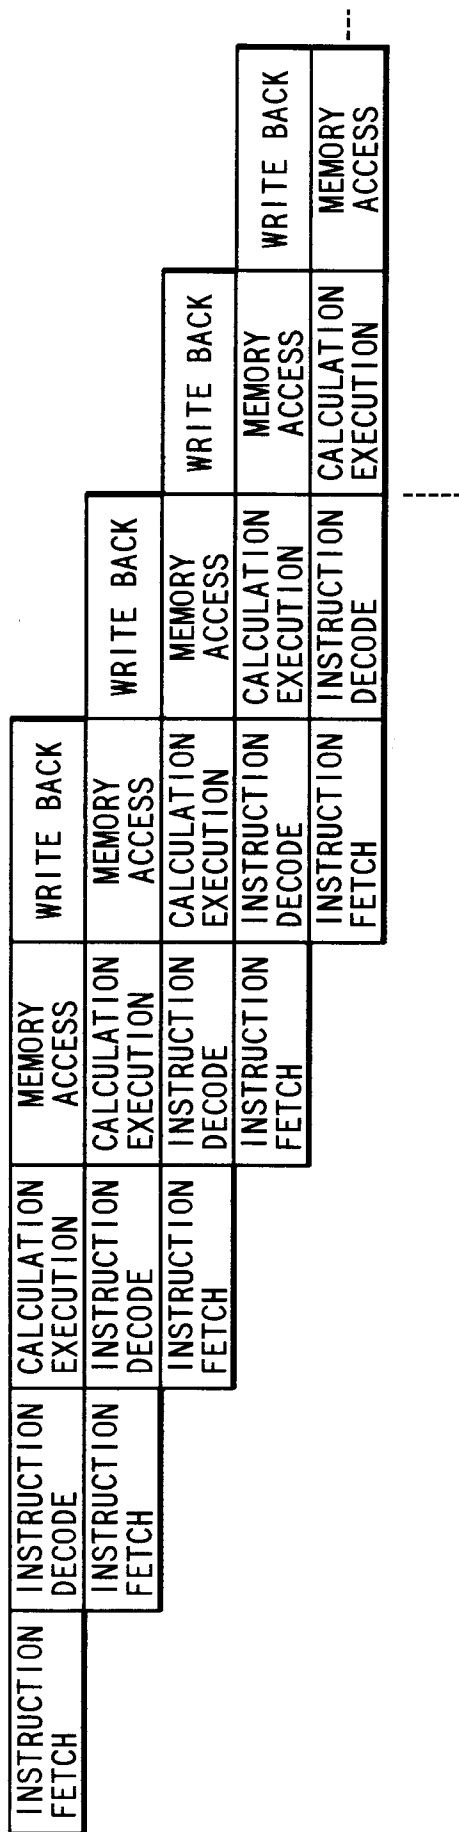 INSTRUCTION
FETCH
INSTRUCTION
DECODE
CALCULATION
EXECUTION
MEMORY
ACCESS
WRITE BACK
INSTRUCTION
FETCH
INSTRUCTION
DECODE
CALCULATION
EXECUTION
MEMORY
ACCESS
WRITE BACK
INSTRUCTION
FETCH
INSTRUCTION
DECODE
CALCULATION
EXECUTION
MEMORY
ACCESS
WRITE BACK
INSTRUCTION
FETCH
INSTRUCTION
DECODE
CALCULATION
EXECUTION
MEMORY
ACCESS
WRITE BACK
INSTRUCTION
FETCH
INSTRUCTION
DECODE
CALCULATION
EXECUTION
MEMORY
ACCESS